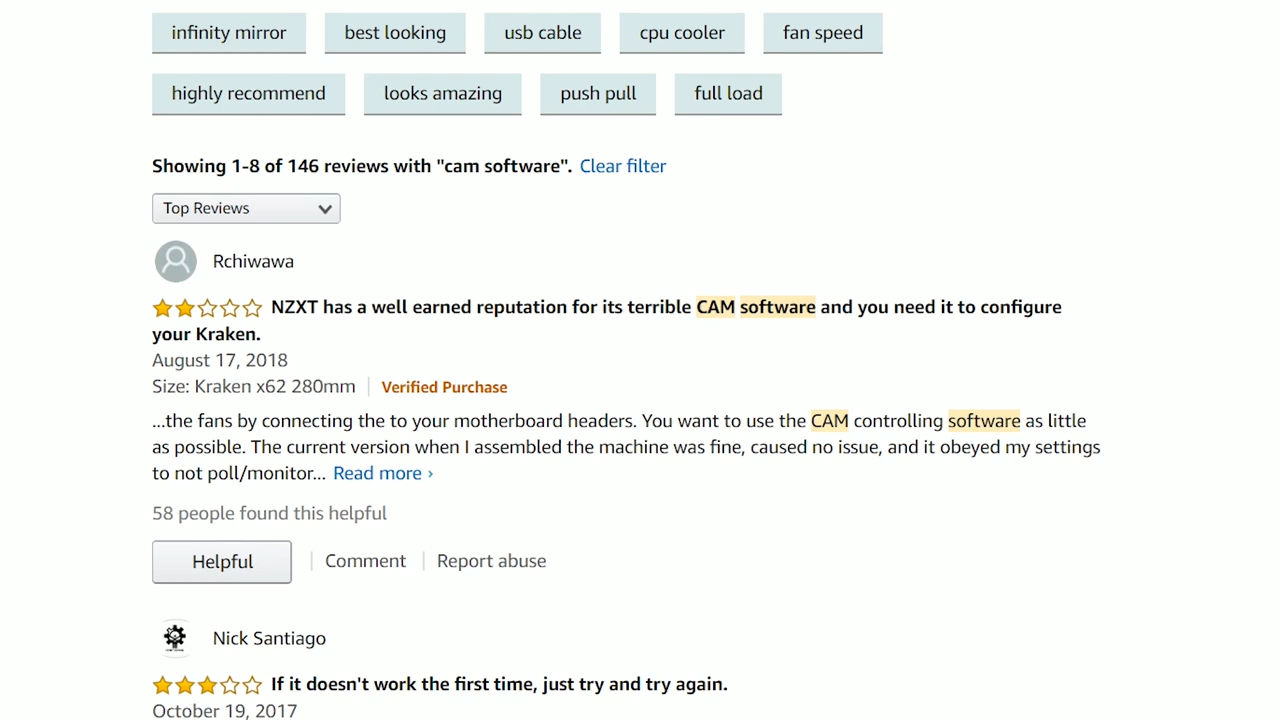 infinity mirror best looking usb cable cpu cooler fan speed
highly recommend looks amazing push pull full load
Showing 1-8 of 146 reviews with "cam software". Clear filter
Top Reviews
Rchiwawa
NZXT has a well earned reputation for its terrible CAM software and you need it to configure
your Kraken.
August 17, 2018
Size: Kraken x62 280mm Verified Purchase
...the fans by connecting the to your motherboard headers. You want to use the CAM controlling software as little
as possible. The current version when I assembled the machine was fine, caused no issue, and it obeyed my settings
to not poll/monitor... Read more ›
58 people found this helpful
Helpful Comment Report abuse
Nick Santiago
If it doesn't work the first time, just try and try again.
October 19, 2017